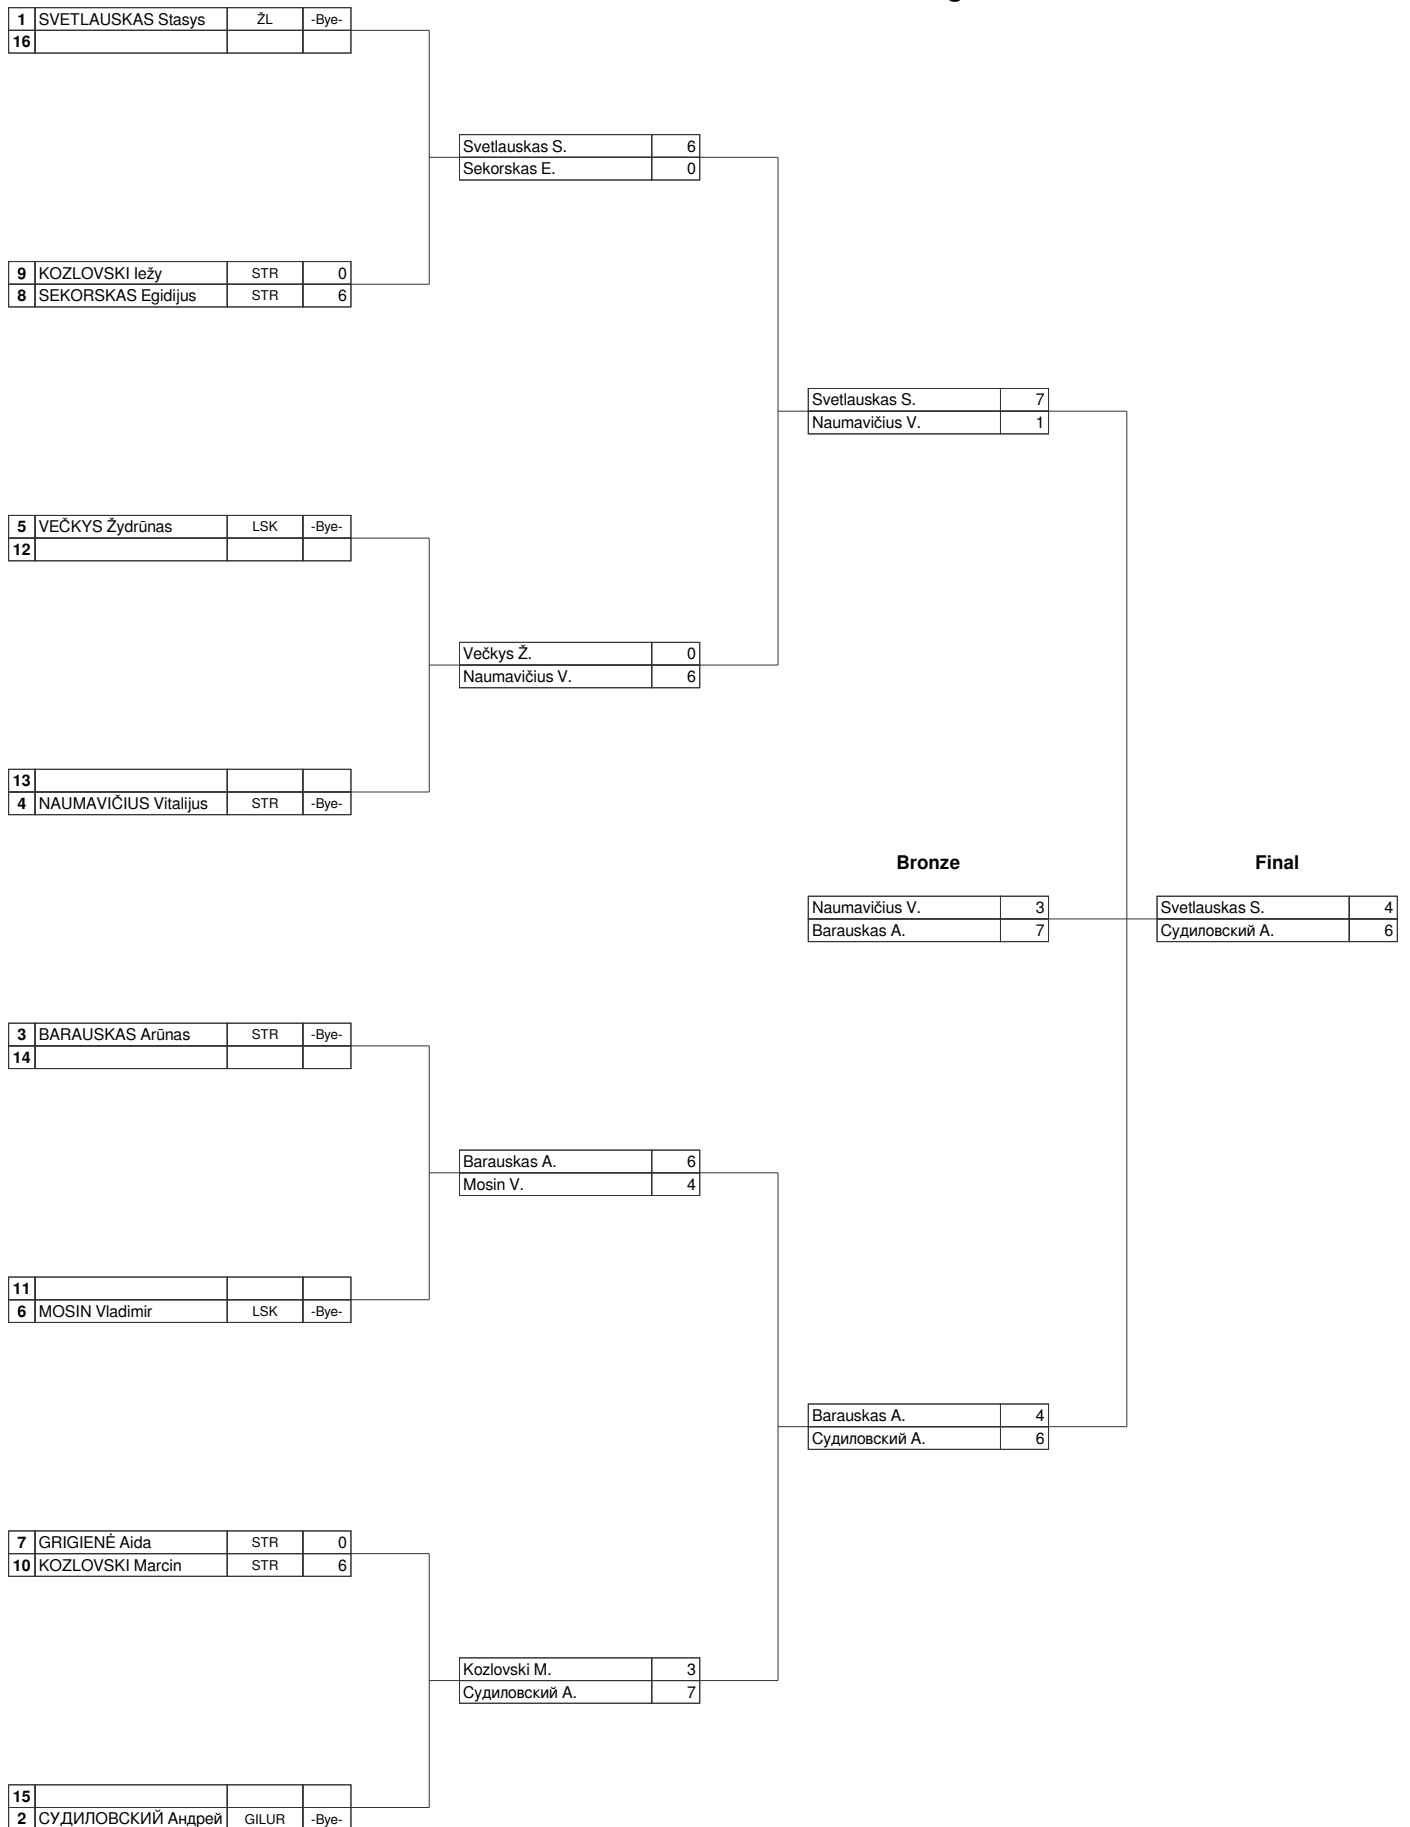 1 SVETLAUSKAS Stasys ŽL -Bye-
16
Svetlauskas S. 6
Sekorskas E. 0
9 KOZLOVSKI Iežy STR 0
8 SEKORSKAS Egidijus STR 6
Svetlauskas S. 7
Naumavičius V. 1
5 VEČKYS Žydrūnas LSK -Bye-
12
Večkys Ž. 0
Naumavičius V. 6
13
4 NAUMAVIČIUS Vitalijus STR -Bye-
Bronze Final
Naumavičius V. 3 Svetlauskas S. 4
Barauskas A. 7 Судиловский А. 6
3 BARAUSKAS Arūnas STR -Bye-
14
Barauskas A. 6
Mosin V. 4
11
6 MOSIN Vladimir LSK -Bye-
Barauskas A. 4
Судиловский А. 6
7 GRIGIENĖ Aida STR 0
10 KOZLOVSKI Marcin STR 6
Kozlovski M. 3
Судиловский А. 7
15
2 СУДИЛОВСКИЙ Андрей GILUR -Bye-